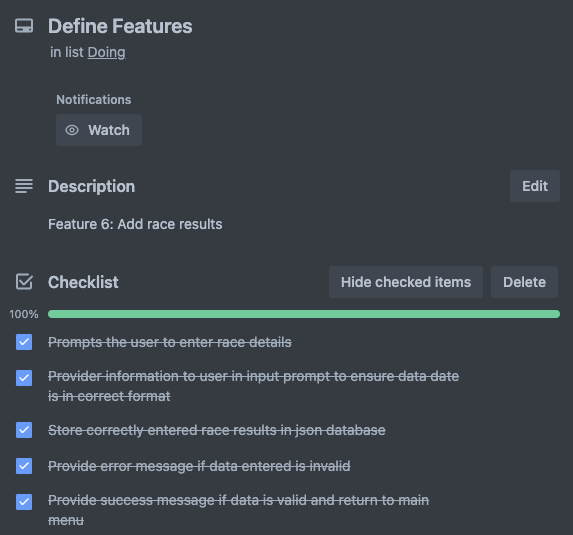 Define Features
in list Doing
Notifications
Watch
Description
Edit
Feature 6: Add race results
Checklist
Hide checked items
Delete
100%
Prompts the user to enter race details
Provider information to user in input prompt to ensure data date
is in correct format
Store correctly entered race results in json database
Provide error message if data entered is invalid
Provide success message if data is valid and return to main
menu